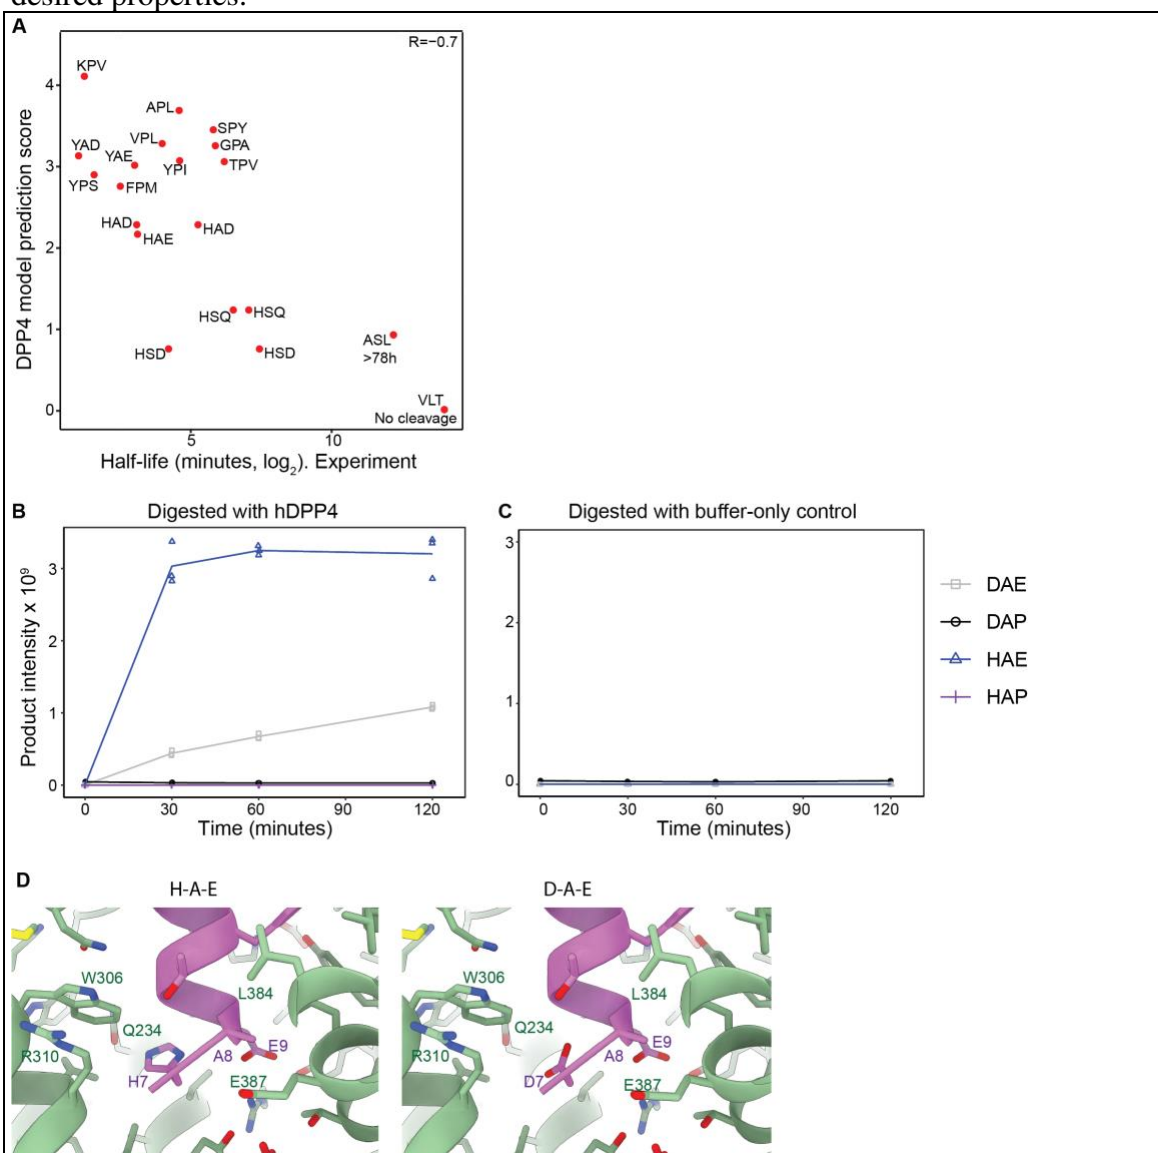 desired properties.
A
R=−0.7
KPV
4
APL
SPY
VPL
GPA
YAD
YAE
YPI
TPV
3
YPS
FPM
HAD
HAD
HAE
2
HSQ
HSQ
1
ASL
>78h
HSD
HSD
VLT
No cleavage
0
5
10
DPP4 model prediction score
Half-life (minutes, log2). Experiment
B
Digested with hDPP4
3
2
1
0
0
30
60
90
120
Product intensity x 10⁹
Time (minutes)
C
Digested with buffer-only control
3
2
1
0
0
30
60
90
120
Time (minutes)
DAE
DAP
HAE
HAP
D
H-A-E
W306
L384
Q234
R310
A8
E9
H7
E387
D-A-E
W306
L384
Q234
R310
A8
E9
D7
E387